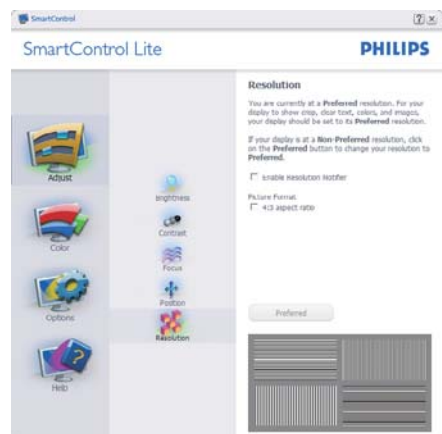 SmartControl
SmartControl Lite
PHILIPS
Resolution
You are currently at a Preferred resolution. For your
display to show crisp, clear text, colors, and images,
your display should be set to its Preferred resolution.
If your display is at a Non-Preferred resolution, click
on the Preferred button to change your resolution to
Preferred.
Enable Resolution Notifier
Picture Format
4:3 aspect ratio
Preferred
Adjust
Color
Options
Help
Brightness
Contrast
Focus
Position
Resolution